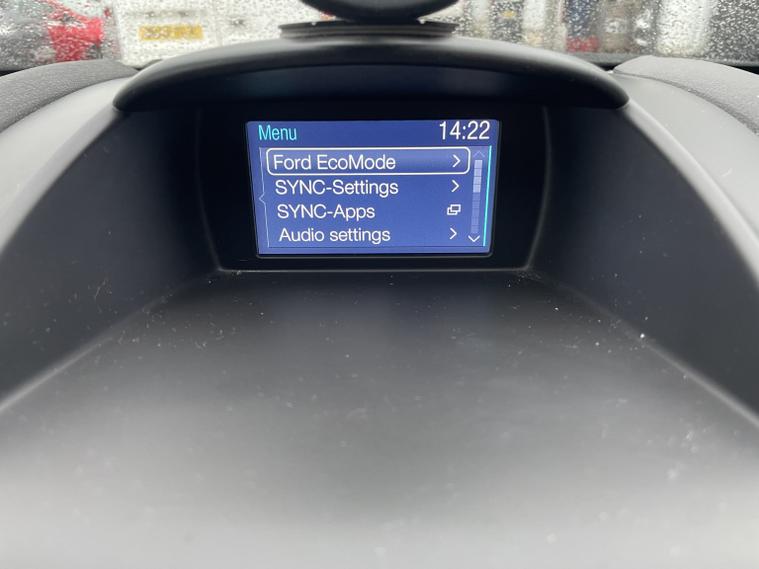 Menu 14:22
Ford EcoMode
SYNC-Settings
SYNC-Apps
Audio settings